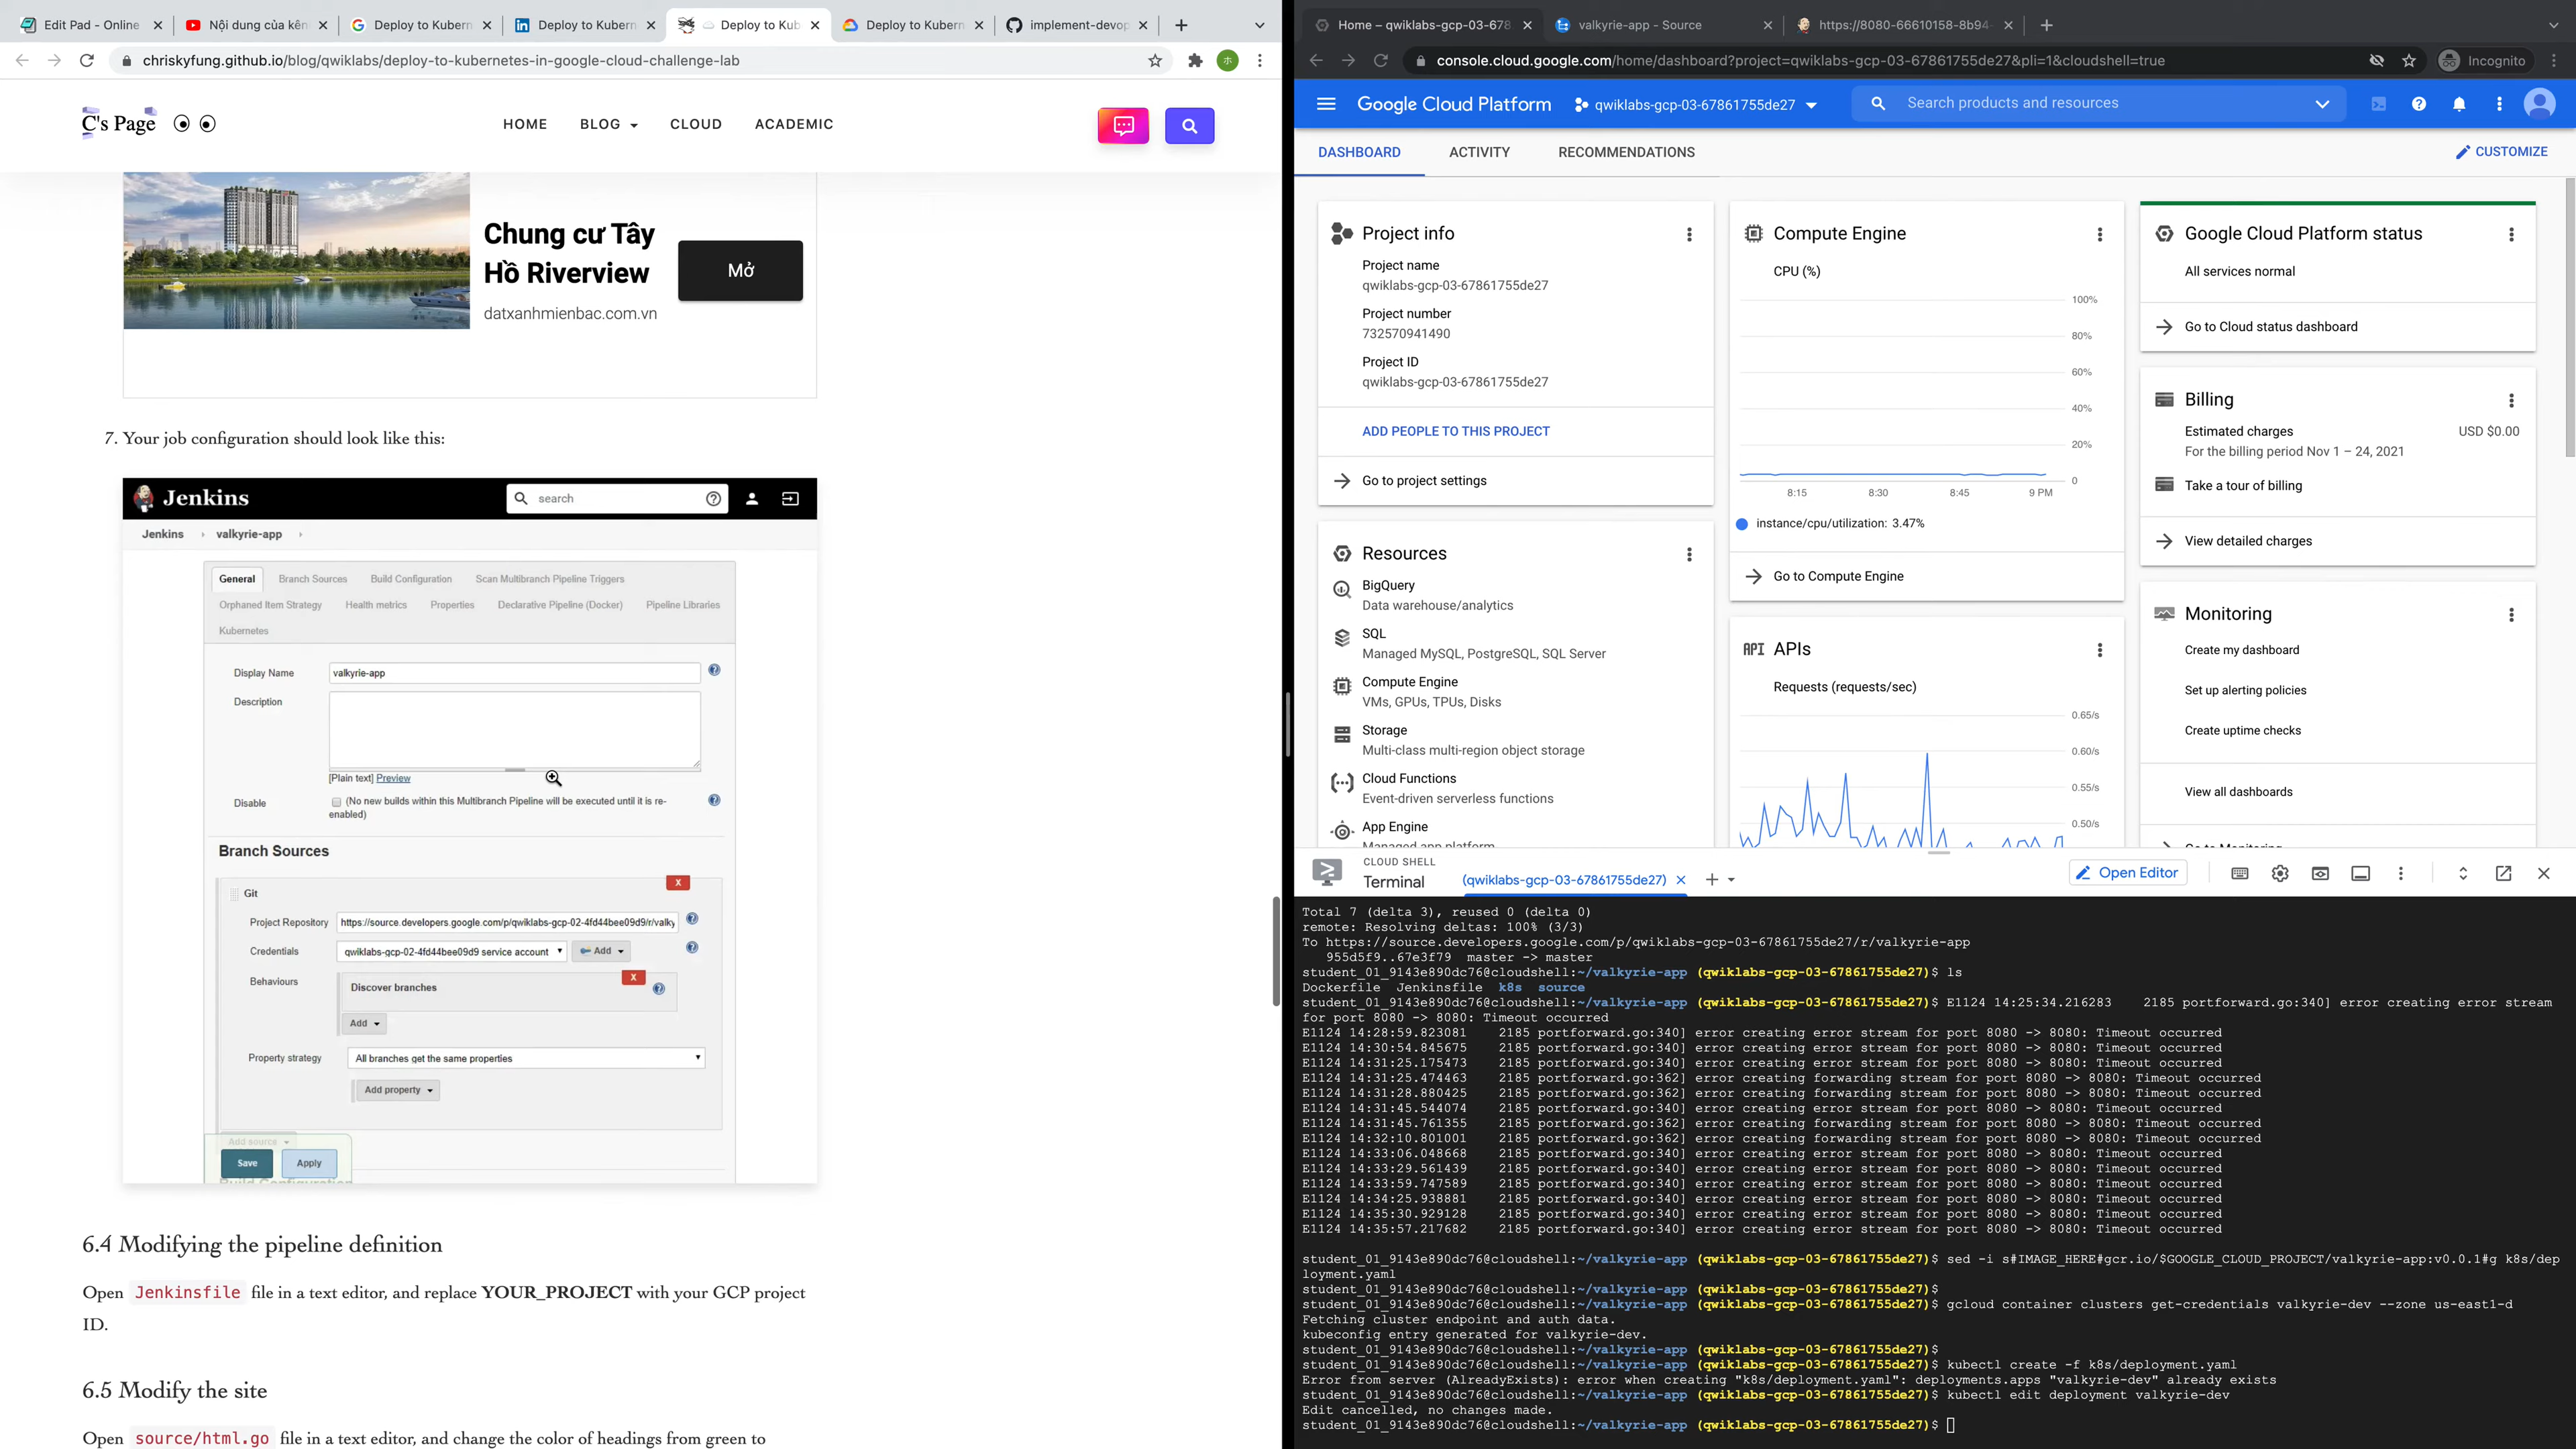 Edit Pad - Online
Nội dung của kên
Deploy to Kubern
Deploy to Kubern
Deploy to Kub
Deploy to Kubern
implement-devop
chriskyfung.github.io/blog/qwiklabs/deploy-to-kubernetes-in-google-cloud-challenge-lab
C's Page
HOME
BLOG
CLOUD
ACADEMIC
Chung cư Tây
Hồ Riverview
datxanhmienbac.com.vn
Mở
7. Your job configuration should look like this:
Jenkins
search
Jenkins
valkyrie-app
General
Branch Sources
Build Configuration
Scan Multibranch Pipeline Triggers
Orphaned Item Strategy
Health metrics
Properties
Declarative Pipeline (Docker)
Pipeline Libraries
Kubernetes
Display Name
valkyrie-app
Description
[Plain text] Preview
Disable
(No new builds within this Multibranch Pipeline will be executed until it is re-
enabled)
Branch Sources
Git
X
Project Repository
https://source.developers.google.com/p/qwiklabs-gcp-02-4fd44bee09d9/r/valky
Credentials
qwiklabs-gcp-02-4fd44bee09d9 service account
Add
Behaviours
X
Discover branches
Add
Property strategy
All branches get the same properties
Add property
Add source
Save
Apply
6.4 Modifying the pipeline definition
Open Jenkinsfile file in a text editor, and replace YOUR_PROJECT with your GCP project
ID.
6.5 Modify the site
Open source/html.go file in a text editor, and change the color of headings from green to
Home – qwiklabs-gcp-03-678
valkyrie-app - Source
https://8080-66610158-8b94-
console.cloud.google.com/home/dashboard?project=qwiklabs-gcp-03-67861755de27&pli=1&cloudshell=true
Incognito
Google Cloud Platform
qwiklabs-gcp-03-67861755de27
Search products and resources
DASHBOARD
ACTIVITY
RECOMMENDATIONS
CUSTOMIZE
Project info
Project name
qwiklabs-gcp-03-67861755de27
Project number
732570941490
Project ID
qwiklabs-gcp-03-67861755de27
ADD PEOPLE TO THIS PROJECT
Go to project settings
Resources
BigQuery
Data warehouse/analytics
SQL
Managed MySQL, PostgreSQL, SQL Server
Compute Engine
VMs, GPUs, TPUs, Disks
Storage
Multi-class multi-region object storage
Cloud Functions
Event-driven serverless functions
App Engine
Managed app platform
Compute Engine
CPU (%)
100%
80%
60%
40%
20%
0
8:15
8:30
8:45
9 PM
instance/cpu/utilization: 3.47%
Go to Compute Engine
API APIs
Requests (requests/sec)
0.65/s
0.60/s
0.55/s
0.50/s
Google Cloud Platform status
All services normal
Go to Cloud status dashboard
Billing
Estimated charges
USD $0.00
For the billing period Nov 1 – 24, 2021
Take a tour of billing
View detailed charges
Monitoring
Create my dashboard
Set up alerting policies
Create uptime checks
View all dashboards
Go to Monitoring
CLOUD SHELL
Terminal
(qwiklabs-gcp-03-67861755de27)
Open Editor
Total 7 (delta 3), reused 0 (delta 0)
remote: Resolving deltas: 100% (3/3)
To https://source.developers.google.com/p/qwiklabs-gcp-03-67861755de27/r/valkyrie-app
955d5f9..67e3f79  master -> master
student_01_9143e890dc76@cloudshell:~/valkyrie-app (qwiklabs-gcp-03-67861755de27)$ ls
Dockerfile  Jenkinsfile  k8s  source
student_01_9143e890dc76@cloudshell:~/valkyrie-app (qwiklabs-gcp-03-67861755de27)$ E1124 14:25:34.216283    2185 portforward.go:340] error creating error stream
for port 8080 -> 8080: Timeout occurred
E1124 14:28:59.823081    2185 portforward.go:340] error creating error stream for port 8080 -> 8080: Timeout occurred
E1124 14:30:54.845675    2185 portforward.go:340] error creating error stream for port 8080 -> 8080: Timeout occurred
E1124 14:31:25.175473    2185 portforward.go:340] error creating error stream for port 8080 -> 8080: Timeout occurred
E1124 14:31:25.474463    2185 portforward.go:362] error creating forwarding stream for port 8080 -> 8080: Timeout occurred
E1124 14:31:28.880425    2185 portforward.go:362] error creating forwarding stream for port 8080 -> 8080: Timeout occurred
E1124 14:31:45.544074    2185 portforward.go:340] error creating error stream for port 8080 -> 8080: Timeout occurred
E1124 14:31:45.761355    2185 portforward.go:362] error creating forwarding stream for port 8080 -> 8080: Timeout occurred
E1124 14:32:10.801001    2185 portforward.go:362] error creating forwarding stream for port 8080 -> 8080: Timeout occurred
E1124 14:33:06.048668    2185 portforward.go:340] error creating error stream for port 8080 -> 8080: Timeout occurred
E1124 14:33:29.561439    2185 portforward.go:340] error creating error stream for port 8080 -> 8080: Timeout occurred
E1124 14:33:59.747589    2185 portforward.go:340] error creating error stream for port 8080 -> 8080: Timeout occurred
E1124 14:34:25.938881    2185 portforward.go:340] error creating error stream for port 8080 -> 8080: Timeout occurred
E1124 14:35:30.929128    2185 portforward.go:340] error creating error stream for port 8080 -> 8080: Timeout occurred
E1124 14:35:57.217682    2185 portforward.go:340] error creating error stream for port 8080 -> 8080: Timeout occurred
student_01_9143e890dc76@cloudshell:~/valkyrie-app (qwiklabs-gcp-03-67861755de27)$ sed -i s#IMAGE_HERE#gcr.io/$GOOGLE_CLOUD_PROJECT/valkyrie-app:v0.0.1#g k8s/dep
loyment.yaml
student_01_9143e890dc76@cloudshell:~/valkyrie-app (qwiklabs-gcp-03-67861755de27)$
student_01_9143e890dc76@cloudshell:~/valkyrie-app (qwiklabs-gcp-03-67861755de27)$ gcloud container clusters get-credentials valkyrie-dev --zone us-east1-d
Fetching cluster endpoint and auth data.
kubeconfig entry generated for valkyrie-dev.
student_01_9143e890dc76@cloudshell:~/valkyrie-app (qwiklabs-gcp-03-67861755de27)$
student_01_9143e890dc76@cloudshell:~/valkyrie-app (qwiklabs-gcp-03-67861755de27)$ kubectl create -f k8s/deployment.yaml
Error from server (AlreadyExists): error when creating "k8s/deployment.yaml": deployments.apps "valkyrie-dev" already exists
student_01_9143e890dc76@cloudshell:~/valkyrie-app (qwiklabs-gcp-03-67861755de27)$ kubectl edit deployment valkyrie-dev
Edit cancelled, no changes made.
student_01_9143e890dc76@cloudshell:~/valkyrie-app (qwiklabs-gcp-03-67861755de27)$